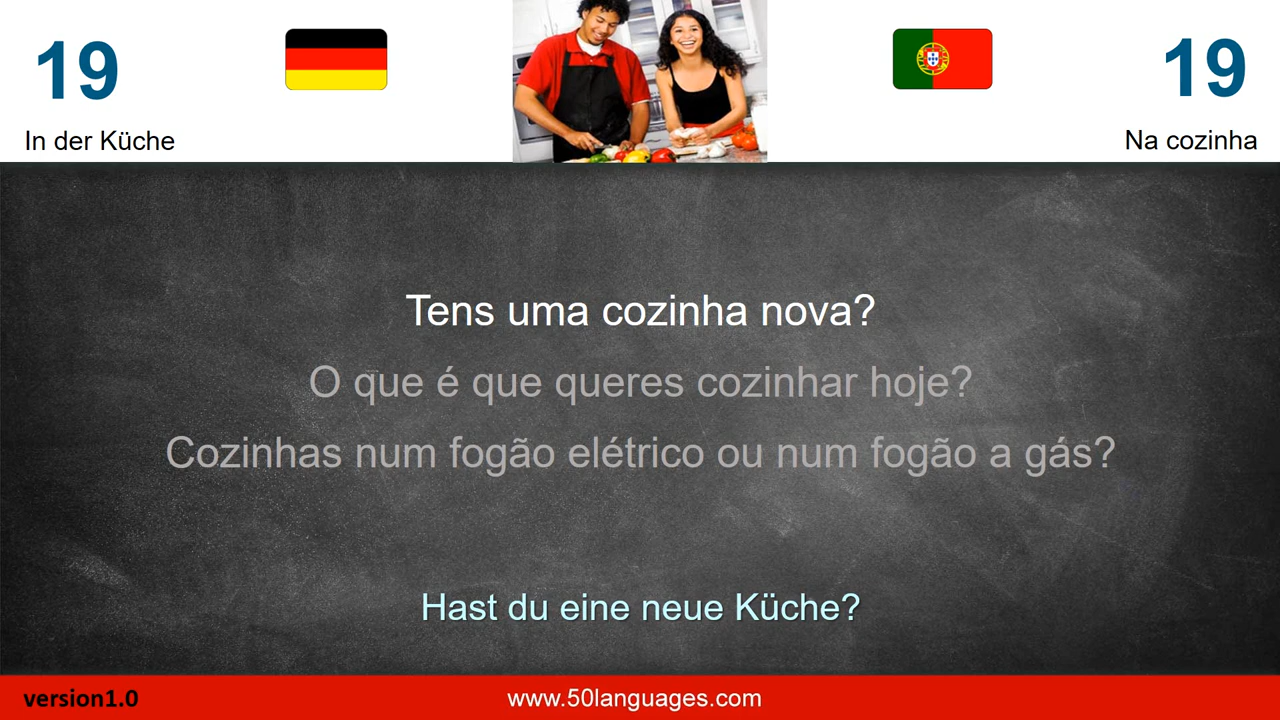 19
19
In der Küche
Na cozinha
Tens uma cozinha nova?
O que é que queres cozinhar hoje?
Cozinhas num fogão elétrico ou num fogão a gás?
Hast du eine neue Küche?
version1.0
www.50languages.com